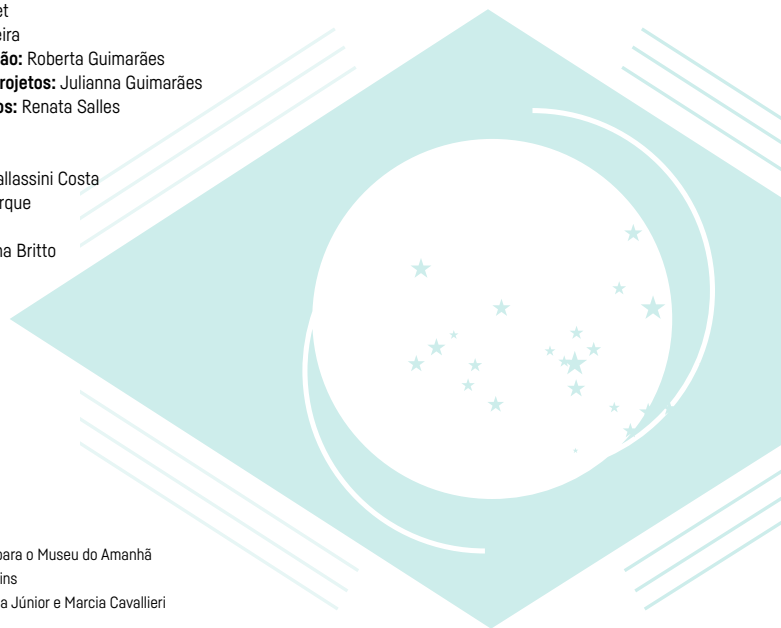 et
eira
ão: Roberta Guimarães
rojetos: Julianna Guimarães
os: Renata Salles
allassini Costa
rque
na Britto
para o Museu do Amanhã
ins
a Júnior e Marcia Cavallieri